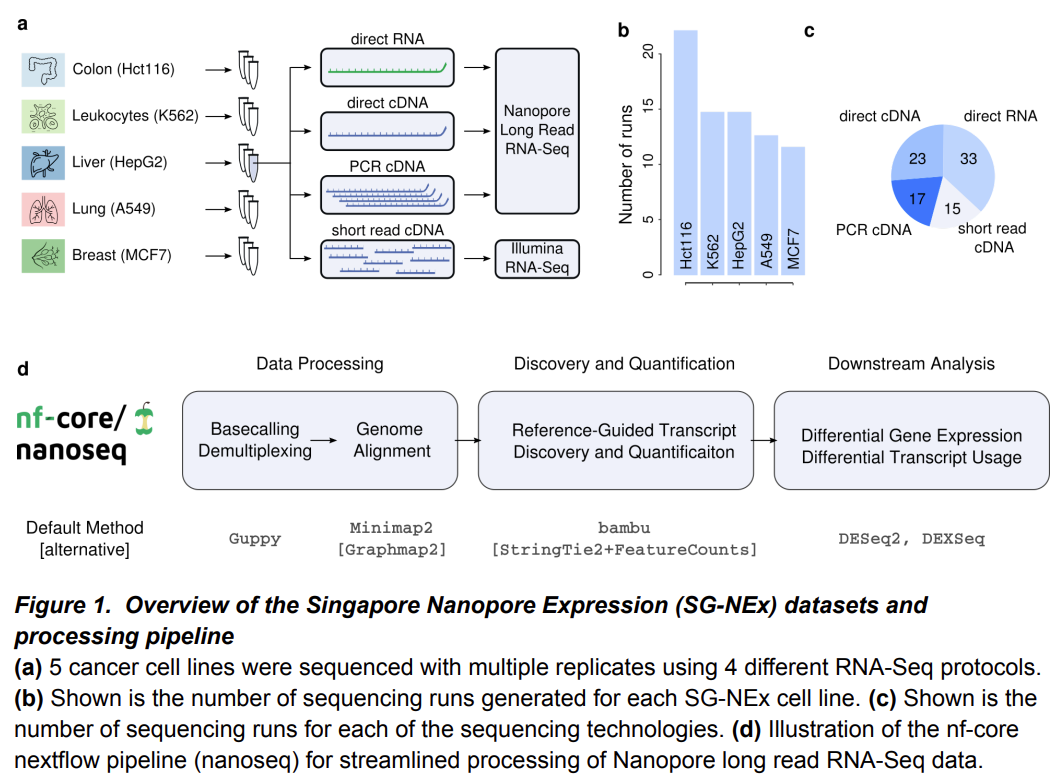 a
Colon (Hct116)
Leukocytes (K562)
Liver (HepG2)
Lung (A549)
Breast (MCF7)
direct RNA
direct cDNA
PCR cDNA
short read cDNA
Nanopore
Long Read
RNA-Seq
Illumina
RNA-Seq
b
Number of runs
20
15
10
5
0
Hct116
K562
HepG2
A549
MCF7
c
direct cDNA
direct RNA
23
33
17
15
PCR cDNA
short read
cDNA
d
nf-core/
nanoseq
Data Processing
Discovery and Quantification
Downstream Analysis
Basecalling
Demultiplexing
Genome
Alignment
Reference-Guided Transcript
Discovery and Quantificaiton
Differential Gene Expression
Differential Transcript Usage
Default Method
[alternative]
Guppy
Minimap2
[Graphmap2]
bambu
[StringTie2+FeatureCounts]
DESeq2, DEXSeq
Figure 1. Overview of the Singapore Nanopore Expression (SG-NEx) datasets and
processing pipeline
(a) 5 cancer cell lines were sequenced with multiple replicates using 4 different RNA-Seq protocols.
(b) Shown is the number of sequencing runs generated for each SG-NEx cell line. (c) Shown is the
number of sequencing runs for each of the sequencing technologies. (d) Illustration of the nf-core
nextflow pipeline (nanoseq) for streamlined processing of Nanopore long read RNA-Seq data.